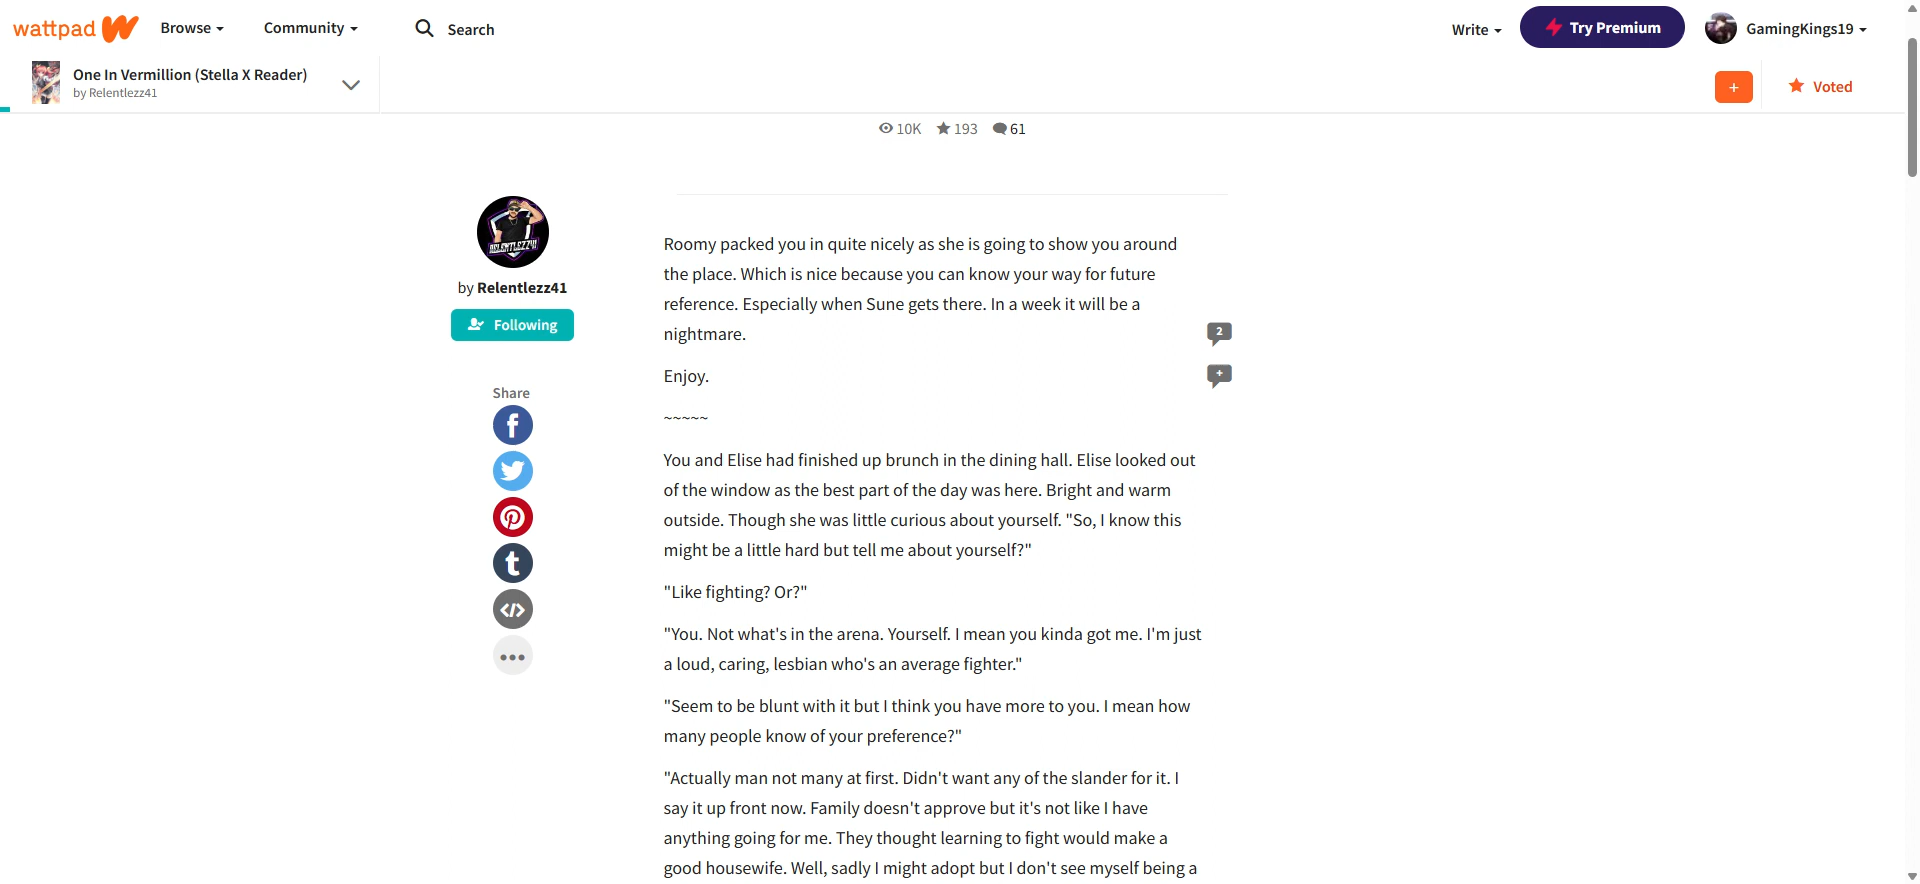 wattpad
Browse
Community
Search
Write
Try Premium
GamingKings19
One In Vermillion (Stella X Reader)
by Relentlezz41
+
Voted
10K
193
61
RELENTLEZZ41
by Relentlezz41
Following
Share
Roomy packed you in quite nicely as she is going to show you around
the place. Which is nice because you can know your way for future
reference. Especially when Sune gets there. In a week it will be a
nightmare.
2
Enjoy.
+
~~~~~
You and Elise had finished up brunch in the dining hall. Elise looked out
of the window as the best part of the day was here. Bright and warm
outside. Though she was little curious about yourself. "So, I know this
might be a little hard but tell me about yourself?"
"Like fighting? Or?"
"You. Not what's in the arena. Yourself. I mean you kinda got me. I'm just
a loud, caring, lesbian who's an average fighter."
"Seem to be blunt with it but I think you have more to you. I mean how
many people know of your preference?"
"Actually man not many at first. Didn't want any of the slander for it. I
say it up front now. Family doesn't approve but it's not like I have
anything going for me. They thought learning to fight would make a
good housewife. Well, sadly I might adopt but I don't see myself being a